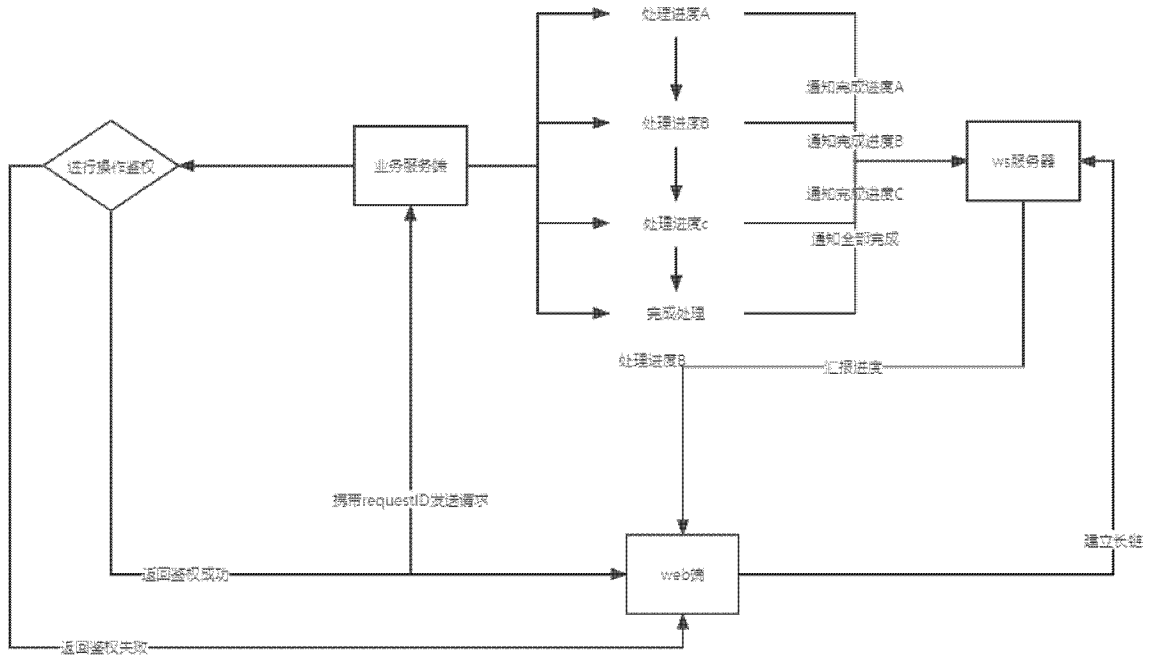 处理进度A
通知完成进度A
处理进度B
进行操作鉴权
业务服务端
通知完成进度B
ws服务器
通知完成进度C
处理进度c
通知全部完成
完成处理
处理进度B
汇报进度
携带requestID发送请求
建立长链
返回鉴权成功
web端
返回鉴权失败